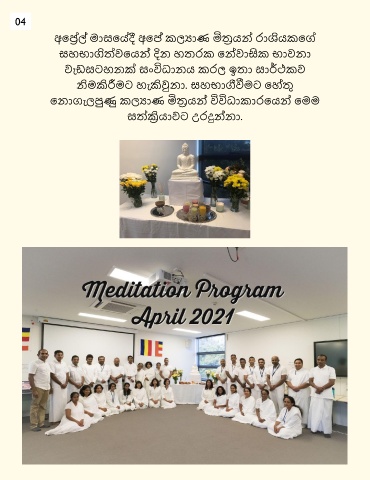 04
අප්‍රේල් මාසයේදී අපේ කල්‍යාණ මිත්‍රයන් රාශියකගේ
සහභාගිත්වයෙන් දින හතරක නේවාසික භාවනා
වැඩසටහනක් සංවිධානය කරල ඉතා සාර්ථකව
නිමකිරීමට හැකිවුනා. සහභාගීවීමට හේතු
නොගැලපුණු කල්‍යාණ මිත්‍රයන් විවිධාකාරයෙන් මෙම
සත්ක්‍රියාවට උරදුන්නා.
Meditation Program
April 2021